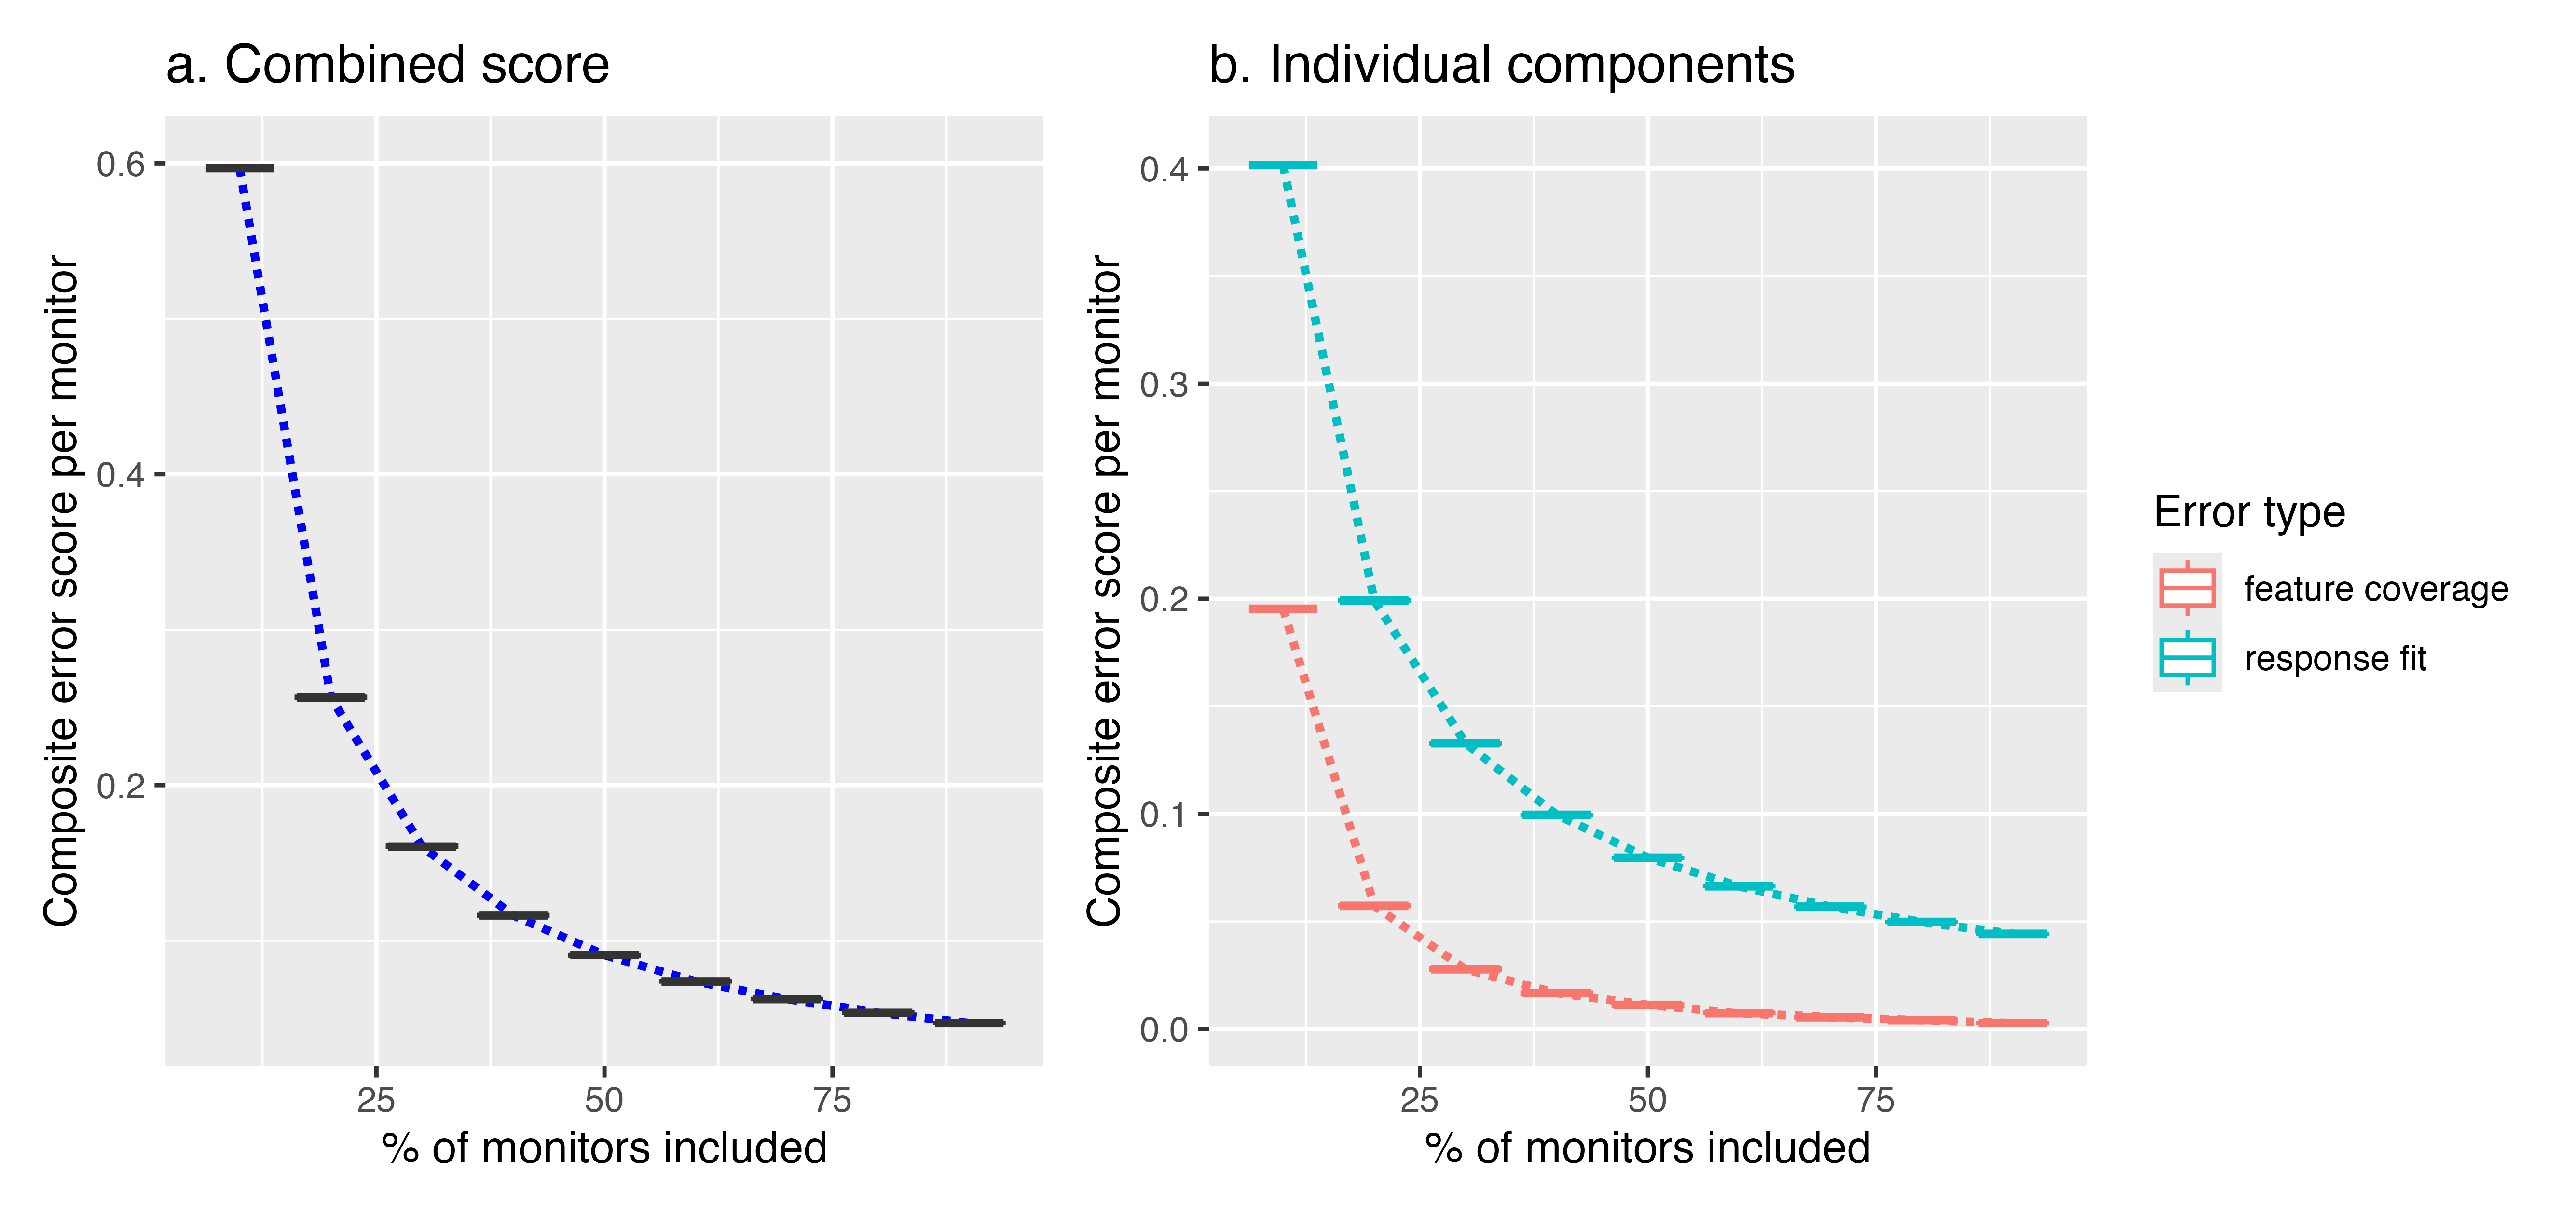 a. Combined score
Composite error score per monitor
0.6
0.4
0.2
25 50 75
% of monitors included
b. Individual components
Composite error score per monitor
0.4
0.3
0.2
0.1
0.0
25 50 75
% of monitors included
Error type
feature coverage
response fit